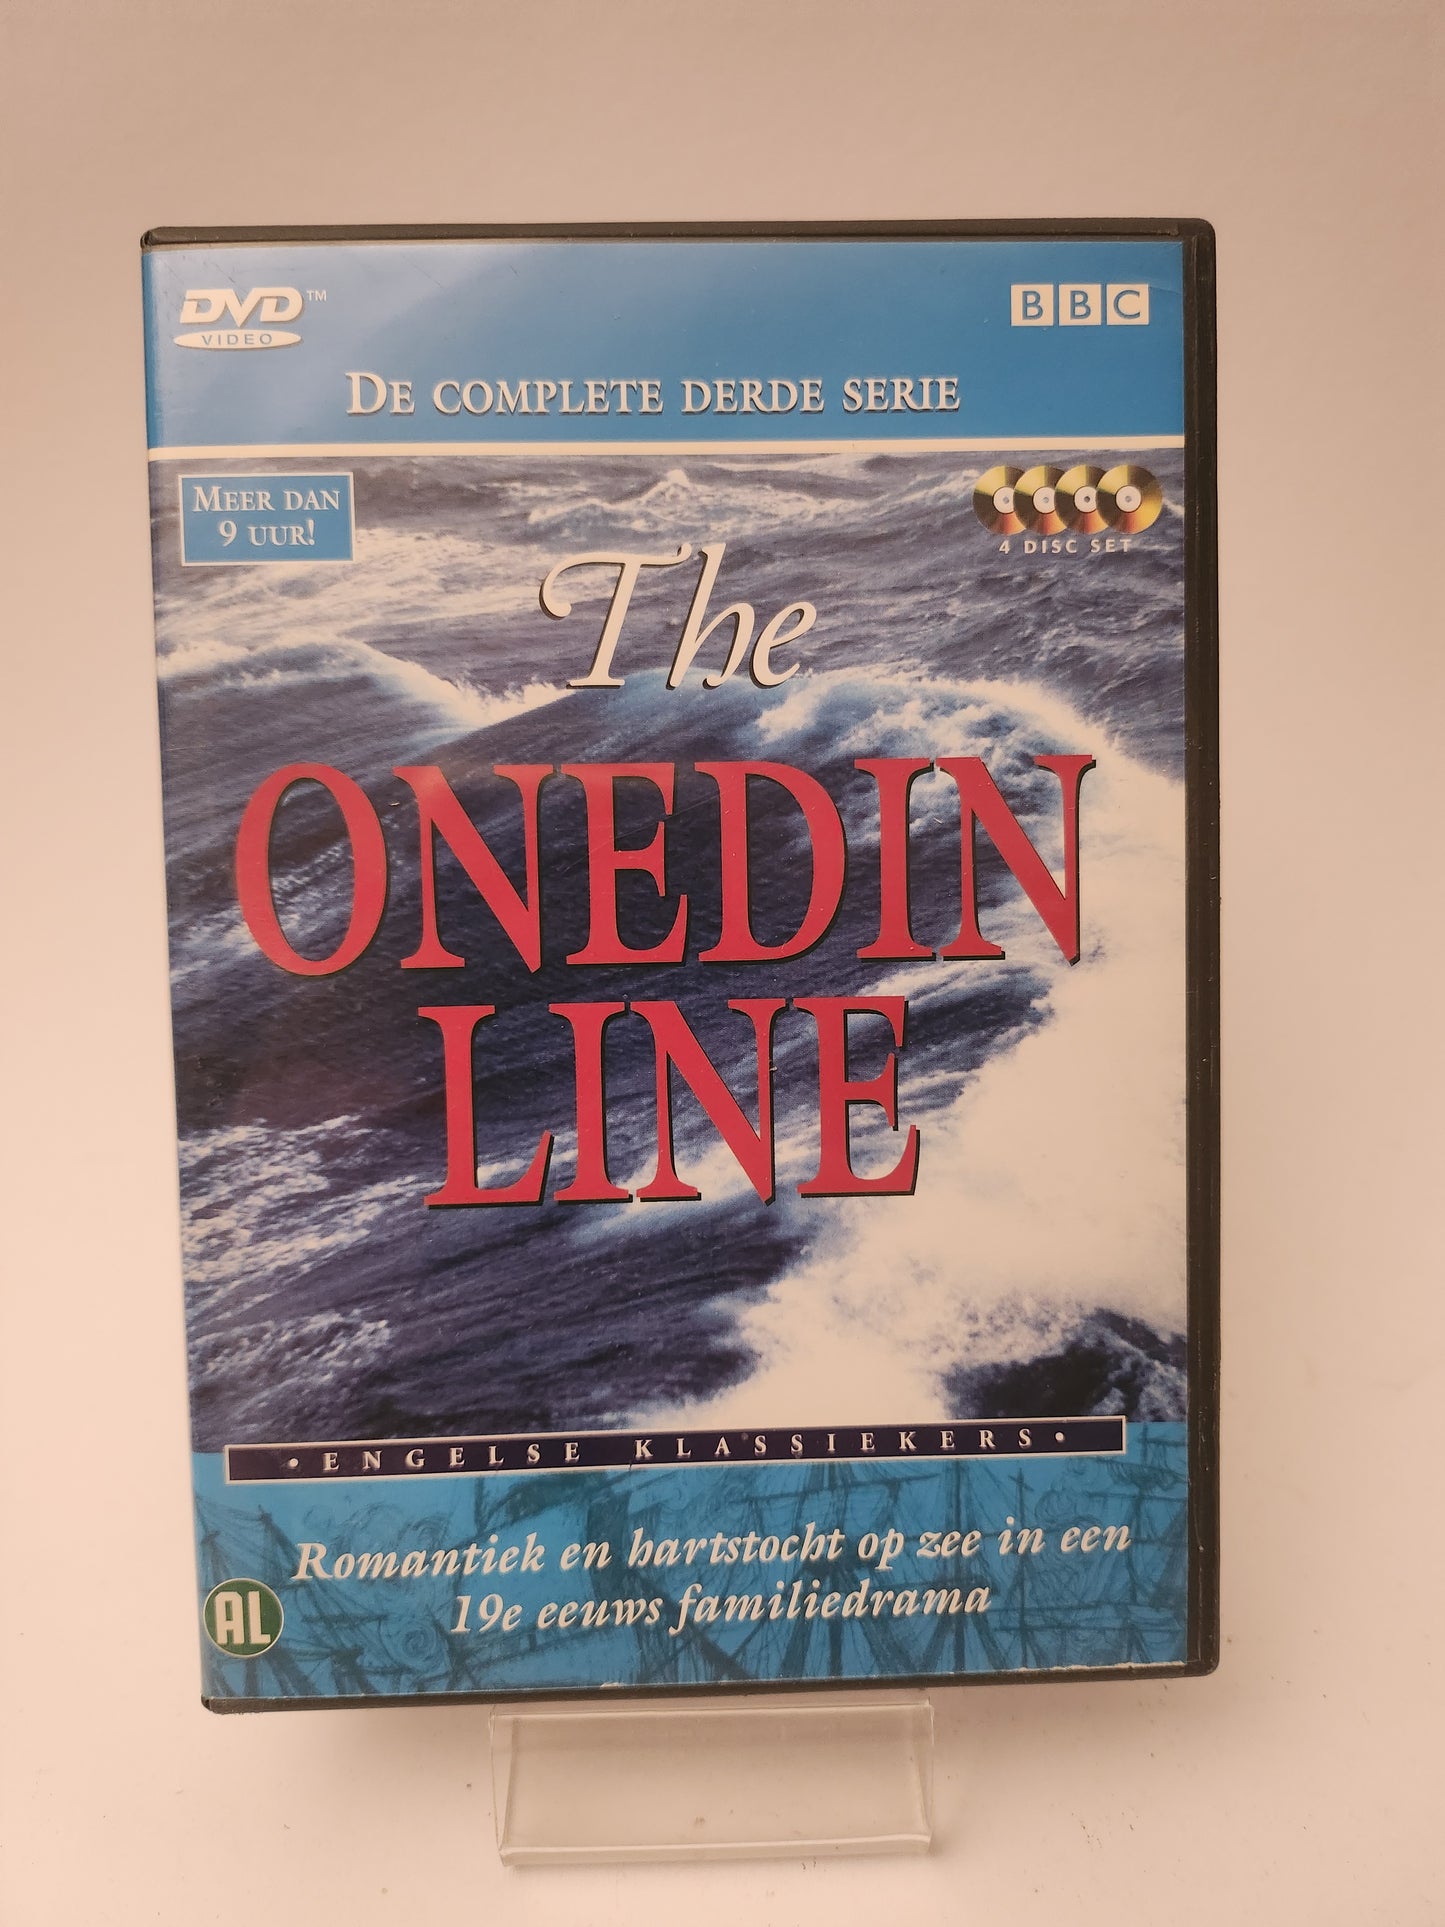 DVD™
VIDEO
BBC
DE COMPLETE DERDE SERIE
MEER DAN
9 UUR!
4 DISC SET
The
ONEDIN
LINE
• ENGELSE KLASSIEKERS •
Romantiek en hartstocht op zee in een
19e eeuws familiedrama
AL